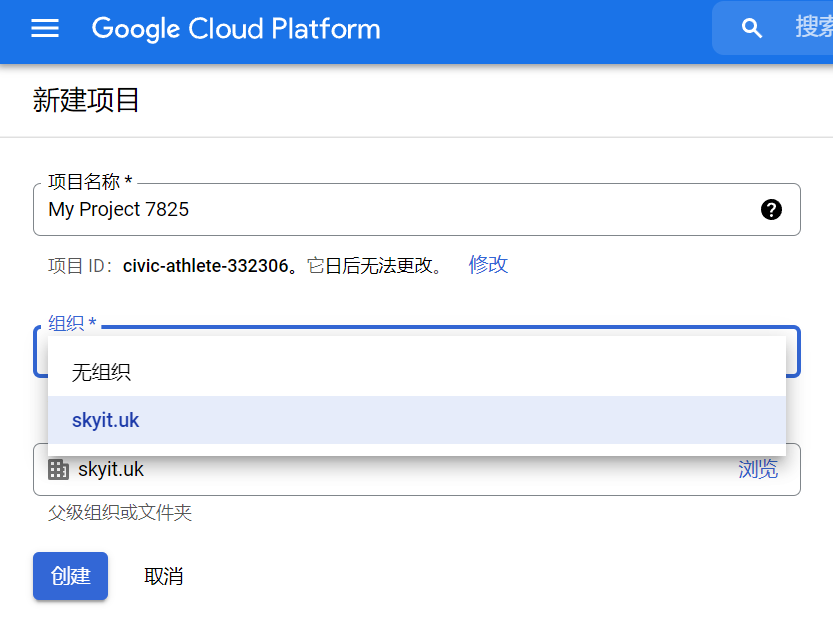 Google Cloud Platform
搜索
新建项目
项目名称 *
My Project 7825
项目 ID：civic-athlete-332306。它日后无法更改。 修改
组织 *
无组织
skyit.uk
skyit.uk 浏览
父级组织或文件夹
创建 取消